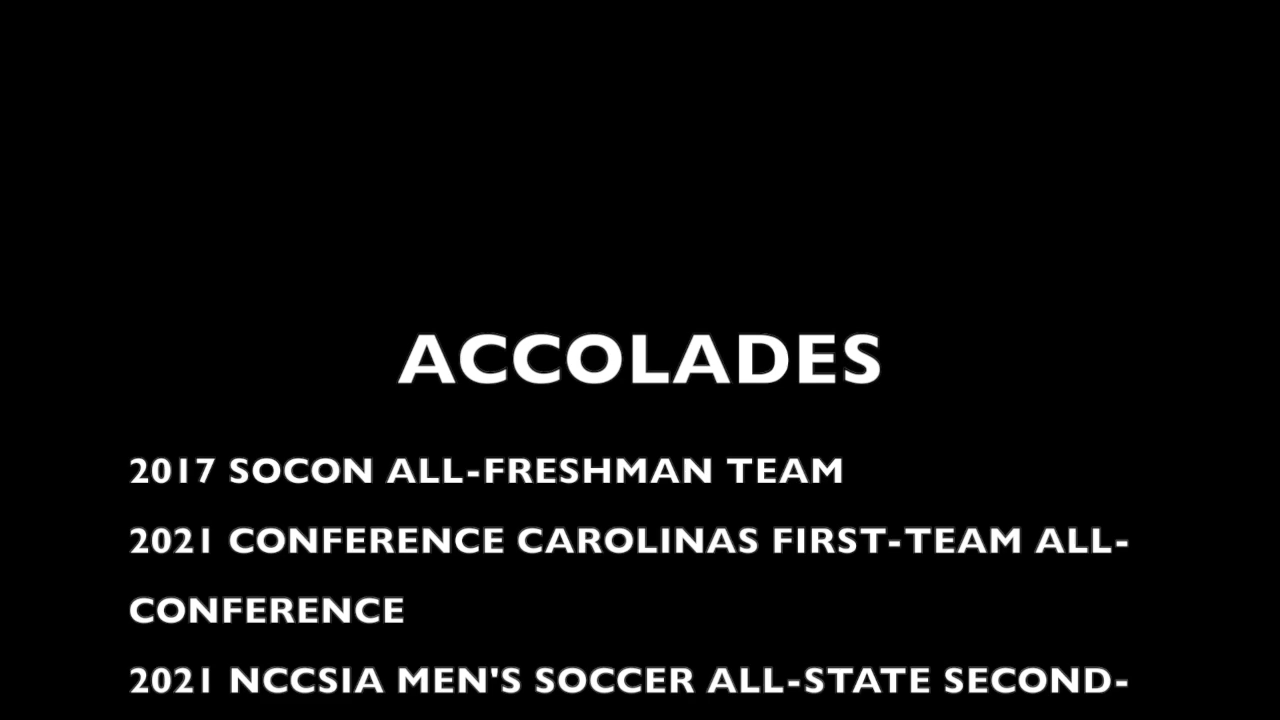 ACCOLADES
2017 SOCON ALL-FRESHMAN TEAM
2021 CONFERENCE CAROLINAS FIRST-TEAM ALL-
CONFERENCE
2021 NCCSIA MEN'S SOCCER ALL-STATE SECOND-